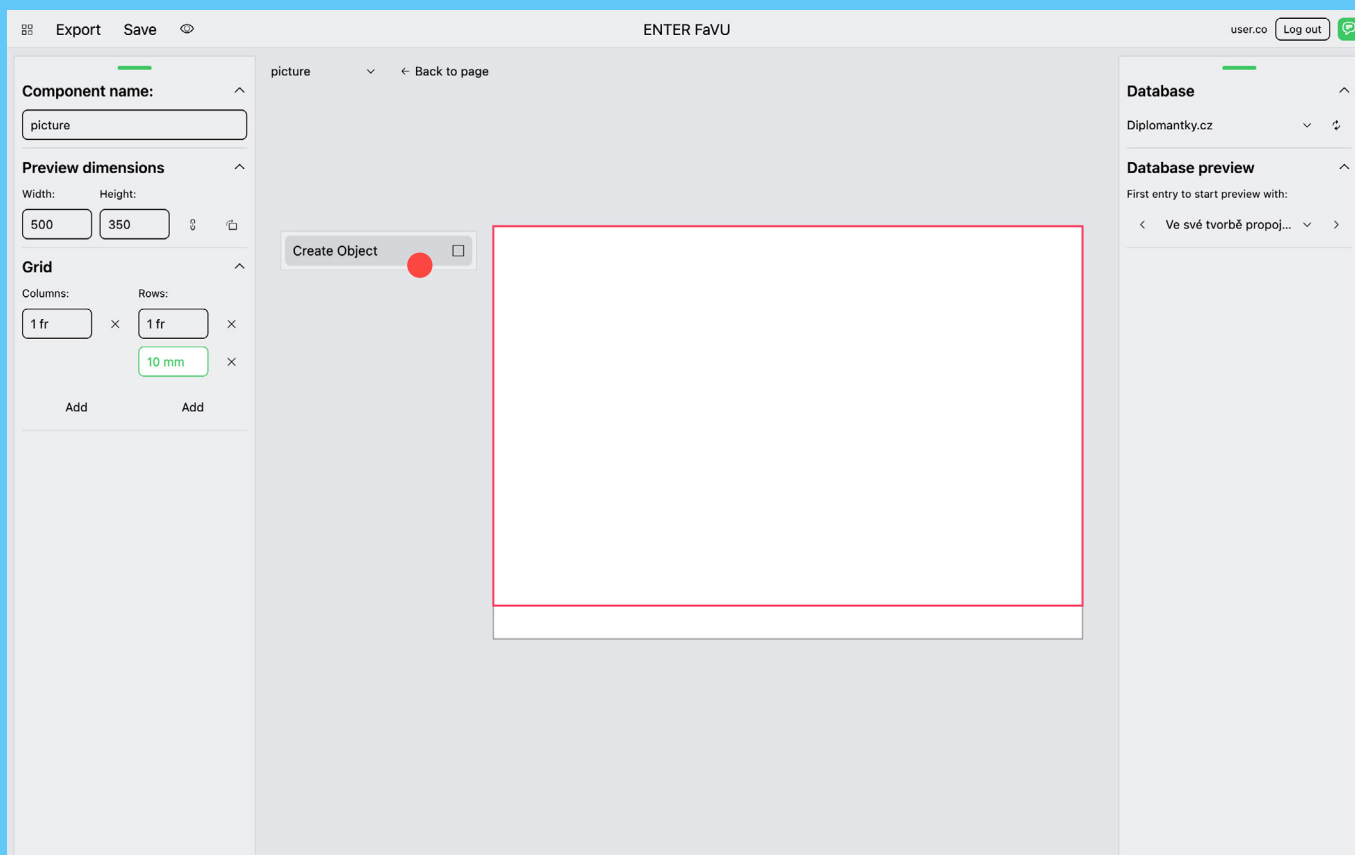 Export Save ENTER FaVU user.co Log out
picture ← Back to page
Component name:
picture
Preview dimensions
Width: Height:
500 350
Grid
Columns: Rows:
1 fr 1 fr
10 mm
Add Add
Create Object
Database
Diplomantky.cz
Database preview
First entry to start preview with:
Ve své tvorbě propoj...